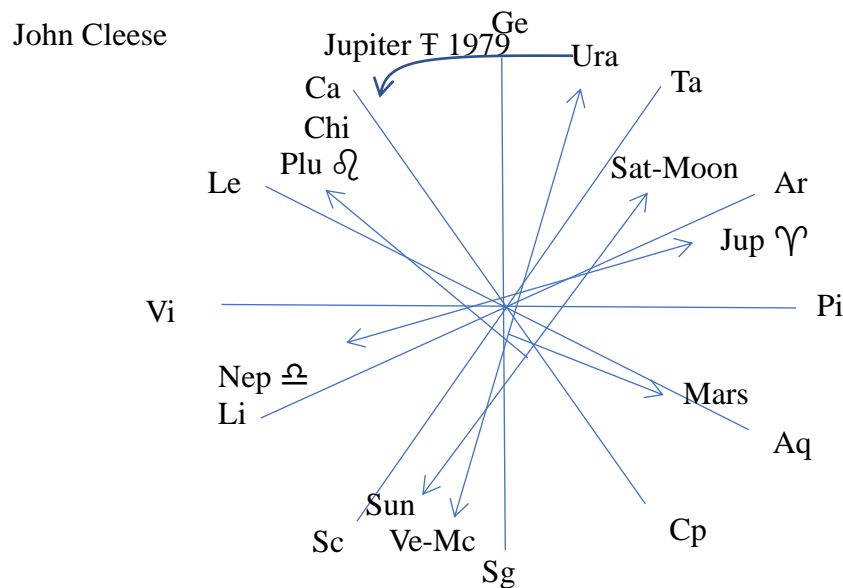 Ge
John Cleese
Jupiter Ŧ 1979
Ura
Ca
Ta
Chi
Plu ♌
Sat-Moon
Le
Ar
Jup ♈
Vi
Pi
Nep ♎
Mars
Li
Aq
Sun
Sc
Ve-Mc
Cp
Sg